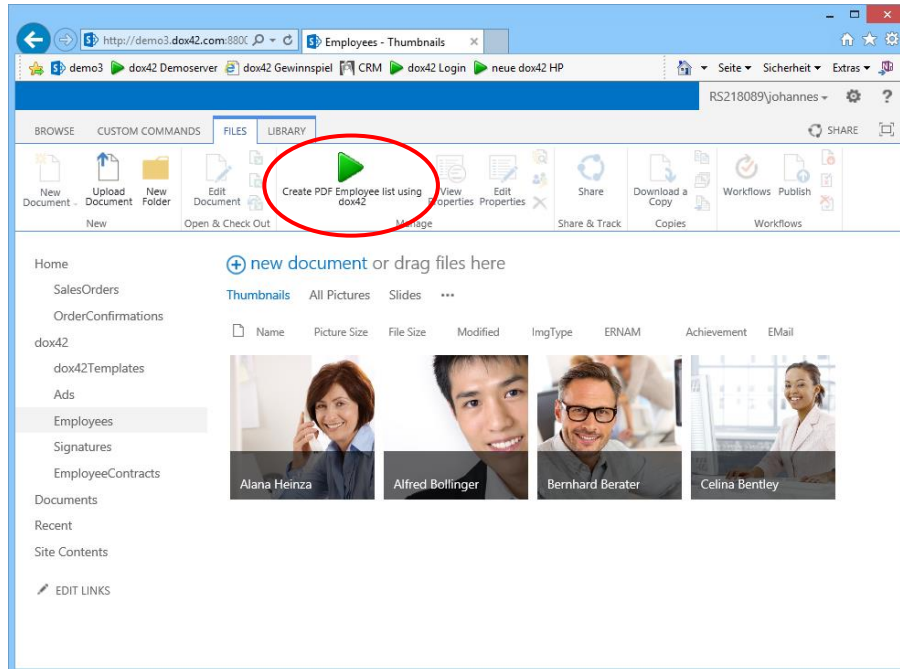 http://demo3.dox42.com:880
Employees - Thumbnails
demo3 dox42 Demoserver dox42 Gewinnspiel CRM dox42 Login neue dox42 HP
Seite Sicherheit Extras
RS218089\johannes ?
BROWSE CUSTOM COMMANDS FILES LIBRARY SHARE
New Document
Upload Document
New Folder
New
Edit Document
Open & Check Out
Create PDF Employee list using dox42
View Properties
Edit Properties
Manage
Share
Share & Track
Download a Copy
Copies
Workflows
Publish
Workflows
Home
SalesOrders
OrderConfirmations
dox42
dox42Templates
Ads
Employees
Signatures
EmployeeContracts
Documents
Recent
Site Contents
EDIT LINKS
new document or drag files here
Thumbnails All Pictures Slides •••
Name Picture Size File Size Modified ImgType ERNAM Achievement EMail
Alana Heinza
Alfred Bollinger
Bernhard Berater
Celina Bentley